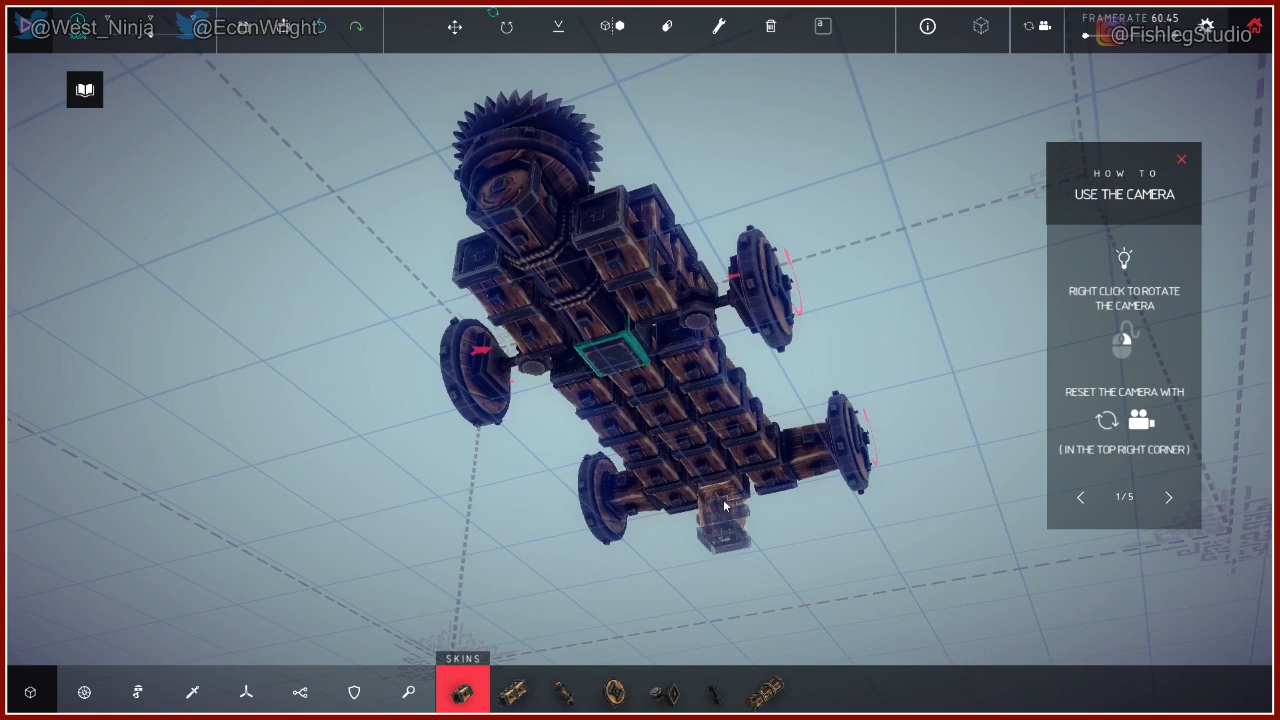 @West_Ninja
@EconWright
FRAMERATE 60.45
@FishlegStudio
HOW TO
USE THE CAMERA
RIGHT CLICK TO ROTATE
THE CAMERA
RESET THE CAMERA WITH
( IN THE TOP RIGHT CORNER )
1/5
SKINS